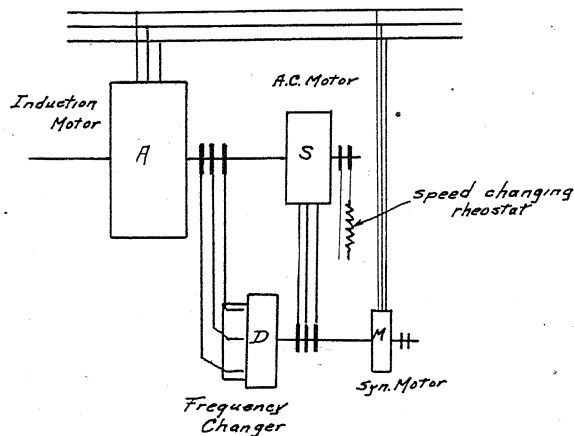 A.C. Motor
Induction
Motor
A
S
speed changing
rheostat
D
M
Syn. Motor
Frequency
Changer